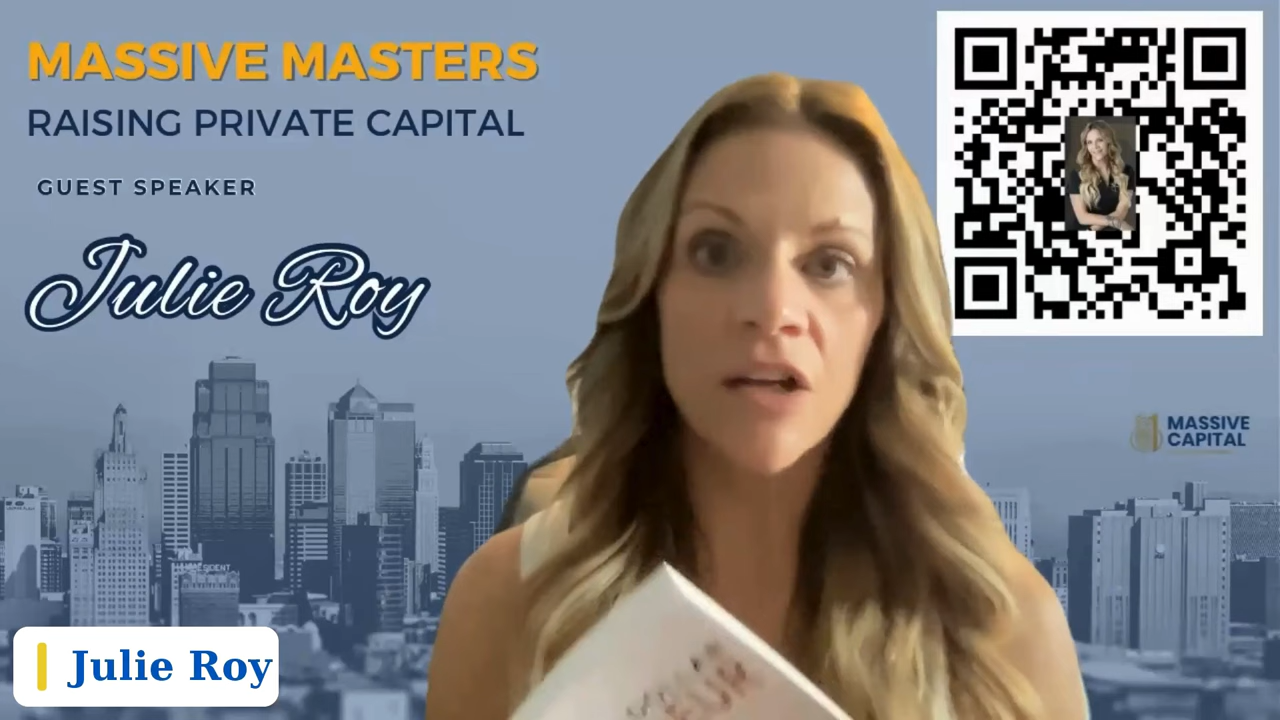 MASSIVE MASTERS
RAISING PRIVATE CAPITAL
GUEST SPEAKER
Julie Roy
MASSIVE
CAPITAL
Julie Roy